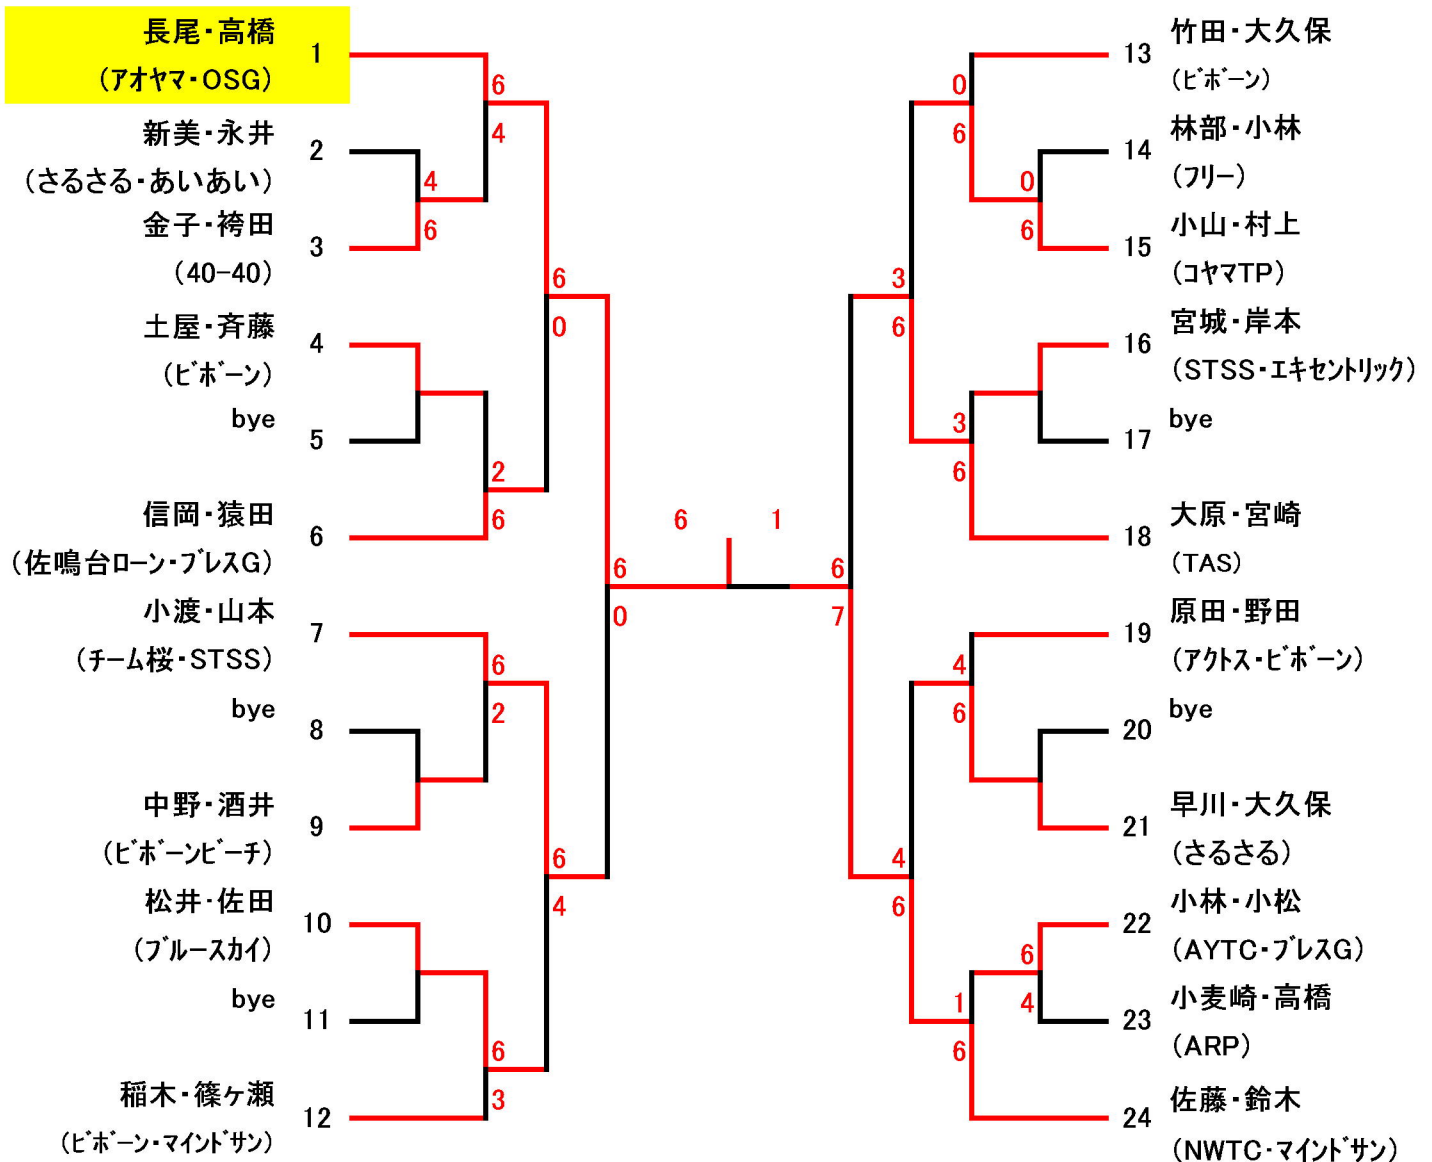 長尾・高橋
1
(アオヤマ・OSG)
新美・永井
2
(さるさる・あいあい)
金子・袴田
3
(40-40)
土屋・斉藤
4
(ビボーン)
bye
5
信岡・猿田
6
(佐鳴台ローン・ブレスG)
小渡・山本
7
(チーム桜・STSS)
bye
8
中野・酒井
9
(ビボーンビーチ)
松井・佐田
10
(ブルースカイ)
bye
11
稲木・篠ヶ瀬
12
(ビボーン・マインドサン)
6
4
4
6
6
0
2
6
6
0
6
2
6
4
6
3
6 1
竹田・大久保
13
(ビボーン)
林部・小林
14
(フリー)
小山・村上
15
(コヤマTP)
宮城・岸本
16
(STSS・エキセントリック)
bye
17
大原・宮崎
18
(TAS)
原田・野田
19
(アクトス・ビボーン)
bye
20
早川・大久保
21
(さるさる)
小林・小松
22
(AYTC・ブレスG)
小麦崎・高橋
23
(ARP)
佐藤・鈴木
24
(NWTC・マインドサン)
0
6
0
6
3
6
3
6
6
7
4
6
4
6
6
4
1
6